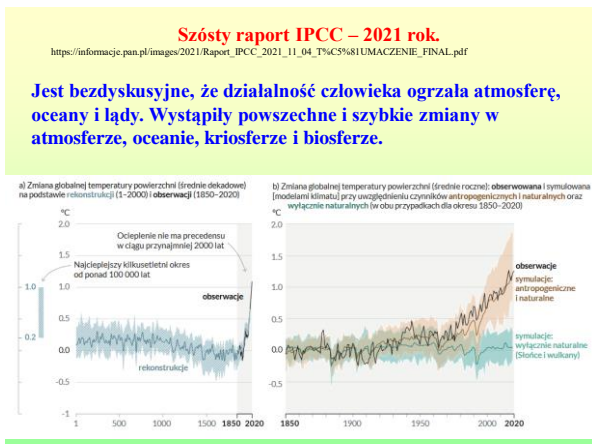 Szósty raport IPCC – 2021 rok.
https://informacje.pan.pl/images/2021/Raport_IPCC_2021_11_04_T%C5%81UMACZENIE_FINAL.pdf
Jest bezdyskusyjne, że działalność człowieka ogrzała atmosferę,
oceany i lądy. Wystąpiły powszechne i szybkie zmiany w
atmosferze, oceanie, kriosferze i biosferze.
a) Zmiana globalnej temperatury powierzchni (średnie dekadowe)
na podstawie rekonstrukcji (1–2000) i obserwacji (1850–2020)
°C
2.0
1.5
1.0
0.5
0.0
-0.5
-1
1.0
0.2
Ocieplenie nie ma precedensu
w ciągu przynajmniej 2000 lat
Najcieplejszy kilkusetletni okres
od ponad 100 000 lat
obserwacje
rekonstrukcje
1 500 1000 1500 1850 2020
b) Zmiana globalnej temperatury powierzchni (średnie roczne): obserwowana i symulowana
[modelami klimatu] przy uwzględnieniu czynników antropogenicznych i naturalnych oraz
wyłącznie naturalnych (w obu przypadkach dla okresu 1850–2020)
°C
2.0
1.5
1.0
0.5
0.0
-0.5
obserwacje
symulacje:
antropogeniczne
i naturalne
symulacje:
wyłącznie naturalne
(Słońce i wulkany)
1850 1900 1950 2000 2020